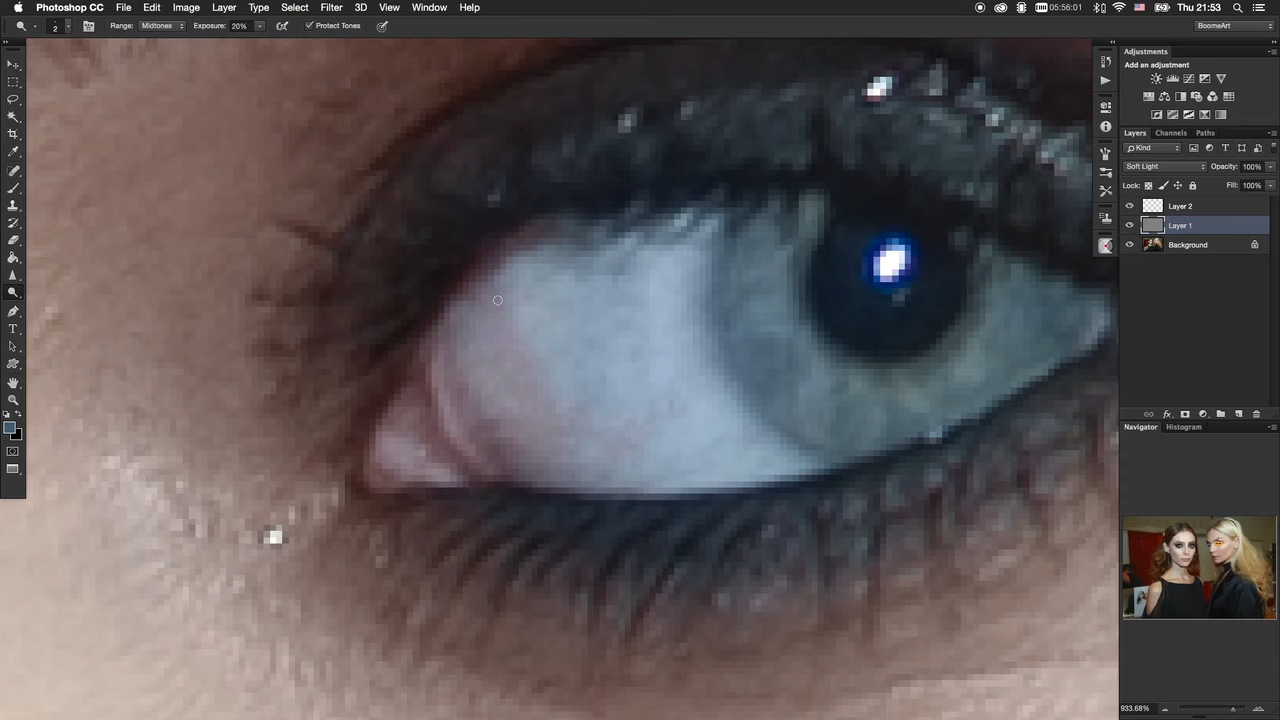 Photoshop CC File Edit Image Layer Type Select Filter 3D View Window Help 05:56:01 Thu 21:53
2 Range: Midtones Exposure: 20% Protect Tones BoomsArt
Adjustments
Add an adjustment
Layers Channels Paths
Kind
Soft Light Opacity: 100%
Lock: Fill: 100%
Layer 2
Layer 1
Background
Navigator Histogram
933.68%